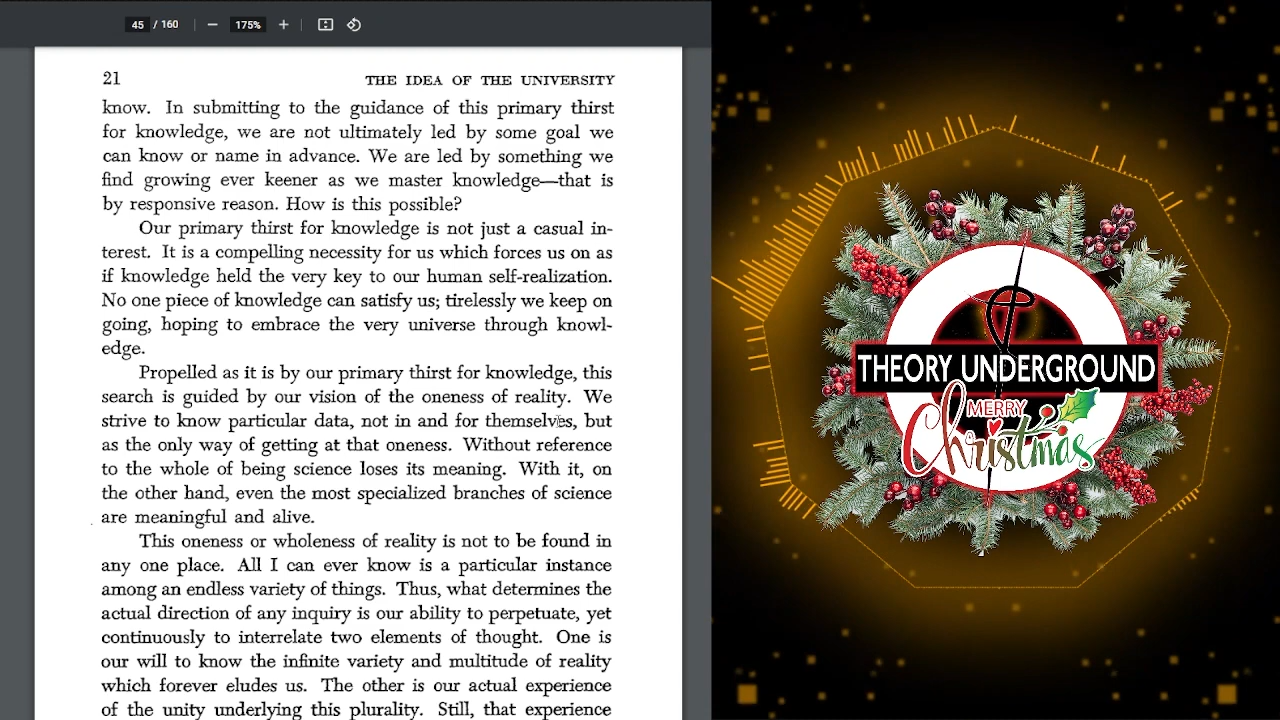 45 / 160
175%
21 THE IDEA OF THE UNIVERSITY
know. In submitting to the guidance of this primary thirst
for knowledge, we are not ultimately led by some goal we
can know or name in advance. We are led by something we
find growing ever keener as we master knowledge—that is
by responsive reason. How is this possible?
Our primary thirst for knowledge is not just a casual in-
terest. It is a compelling necessity for us which forces us on as
if knowledge held the very key to our human self-realization.
No one piece of knowledge can satisfy us; tirelessly we keep on
going, hoping to embrace the very universe through knowl-
edge.
Propelled as it is by our primary thirst for knowledge, this
search is guided by our vision of the oneness of reality. We
strive to know particular data, not in and for themselves, but
as the only way of getting at that oneness. Without reference
to the whole of being science loses its meaning. With it, on
the other hand, even the most specialized branches of science
are meaningful and alive.
This oneness or wholeness of reality is not to be found in
any one place. All I can ever know is a particular instance
among an endless variety of things. Thus, what determines the
actual direction of any inquiry is our ability to perpetuate, yet
continuously to interrelate two elements of thought. One is
our will to know the infinite variety and multitude of reality
which forever eludes us. The other is our actual experience
of the unity underlying this plurality. Still, that experience
THEORY UNDERGROUND
MERRY
Christmas